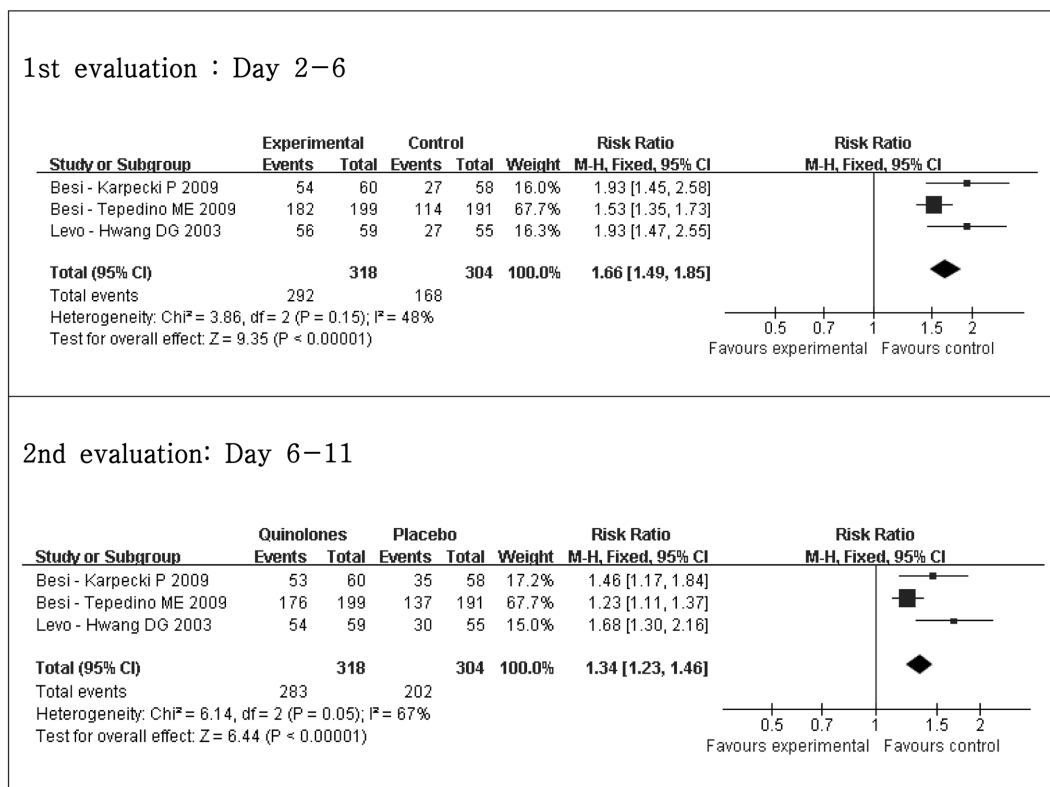 1st evaluation : Day 2-6
Experimental Control Risk Ratio Risk Ratio
Study or Subgroup Events Total Events Total Weight M-H, Fixed, 95% CI M-H, Fixed, 95% CI
Besi - Karpecki P 2009 54 60 27 58 16.0% 1.93 [1.45, 2.58]
Besi - Tepedino ME 2009 182 199 114 191 67.7% 1.53 [1.35, 1.73]
Levo - Hwang DG 2003 56 59 27 55 16.3% 1.93 [1.47, 2.55]
Total (95% CI) 318 304 100.0% 1.66 [1.49, 1.85]
Total events 292 168
Heterogeneity: Chi² = 3.86, df = 2 (P = 0.15); I² = 48%
Test for overall effect: Z = 9.35 (P < 0.00001)
0.5 0.7 1 1.5 2
Favours experimental Favours control
2nd evaluation: Day 6-11
Quinolones Placebo Risk Ratio Risk Ratio
Study or Subgroup Events Total Events Total Weight M-H, Fixed, 95% CI M-H, Fixed, 95% CI
Besi - Karpecki P 2009 53 60 35 58 17.2% 1.46 [1.17, 1.84]
Besi - Tepedino ME 2009 176 199 137 191 67.7% 1.23 [1.11, 1.37]
Levo - Hwang DG 2003 54 59 30 55 15.0% 1.68 [1.30, 2.16]
Total (95% CI) 318 304 100.0% 1.34 [1.23, 1.46]
Total events 283 202
Heterogeneity: Chi² = 6.14, df = 2 (P = 0.05); I² = 67%
Test for overall effect: Z = 6.44 (P < 0.00001)
0.5 0.7 1 1.5 2
Favours experimental Favours control